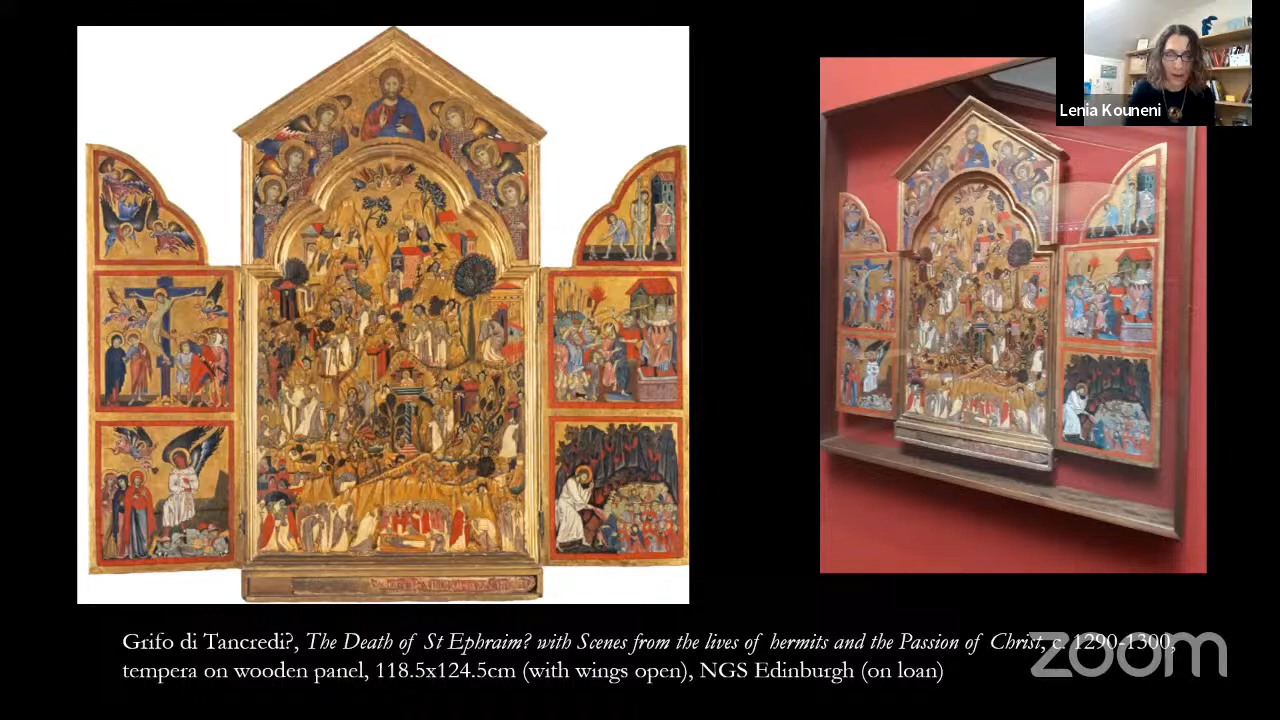 Lenia Kouneni
Grifo di Tancredi?, The Death of St Ephraim? with Scenes from the lives of hermits and the Passion of Christ, c. 1290-1300,
tempera on wooden panel, 118.5x124.5cm (with wings open), NGS Edinburgh (on loan)
zoom